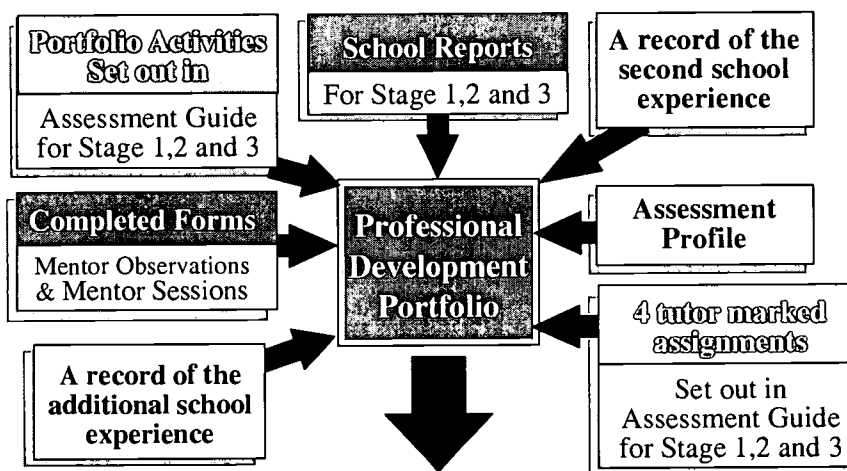 Portfolio Activities
Set out in
Assessment Guide
for Stage 1,2 and 3
School Reports
For Stage 1,2 and 3
A record of the
second school
experience
Completed Forms
Mentor Observations
& Mentor Sessions
Professional
Development
Portfolio
Assessment
Profile
A record of the
additional school
experience
4 tutor marked
assignments
Set out in
Assessment Guide
for Stage 1,2 and 3